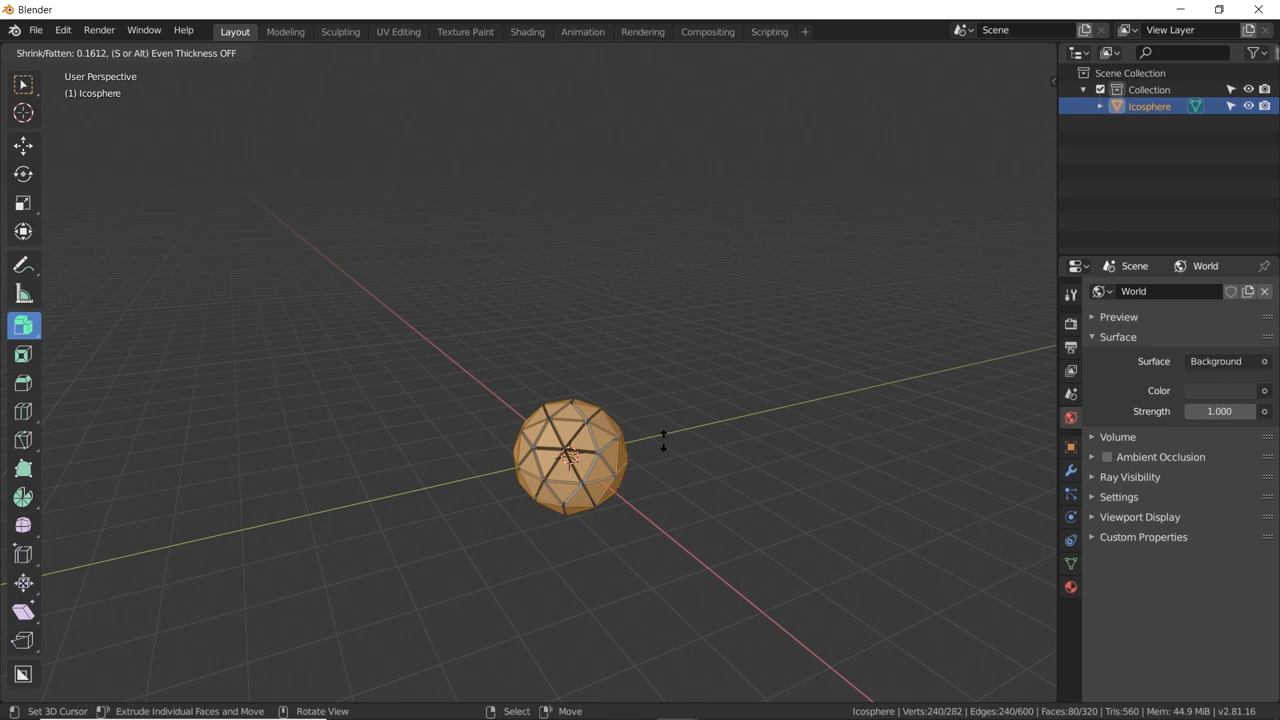 Blender
File Edit Render Window Help Layout Modeling Sculpting UV Editing Texture Paint Shading Animation Rendering Compositing Scripting + Scene View Layer
Shrink/Fatten: 0.1612, (S or Alt) Even Thickness OFF
User Perspective
(1) Icosphere
Scene Collection
Collection
Icosphere
Scene World
World
Preview
Surface
Surface Background
Color
Strength 1.000
Volume
Ambient Occlusion
Ray Visibility
Settings
Viewport Display
Custom Properties
Set 3D Cursor Extrude Individual Faces and Move Rotate View Select Move Icosphere | Verts:240/282 | Edges:240/600 | Faces:80/320 | Tris:560 | Mem: 44.9 MiB | v2.81.16